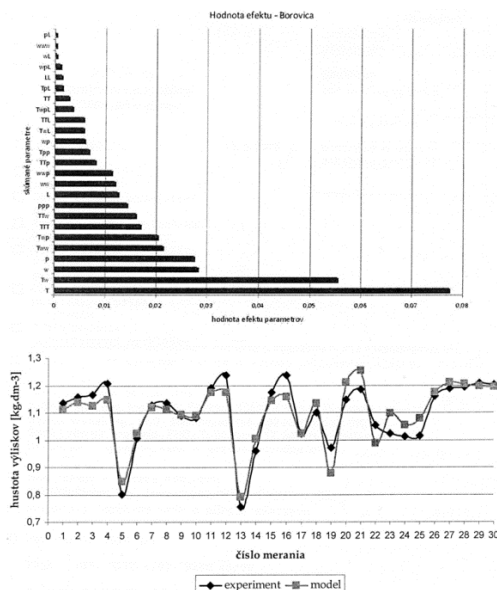 Hodnota efektu - Borovica
skúmané parametre
pL
www
wL
wpL
LL
TpL
TT
TwpL
TTL
TwL
wp
Tpp
TTp
wwp
ww
L
ppp
TTw
TTT
Twp
Tww
p
w
Tw
T
0 0,01 0,02 0,03 0,04 0,05 0,06 0,07 0,08
hodnota efektu parametrov
hustota výliskov [kg.dm-3]
1,3
1,2
1,1
1
0,9
0,8
0,7
0 1 2 3 4 5 6 7 8 9 10 11 12 13 14 15 16 17 18 19 20 21 22 23 24 25 26 27 28 29 30
číslo merania
experiment model